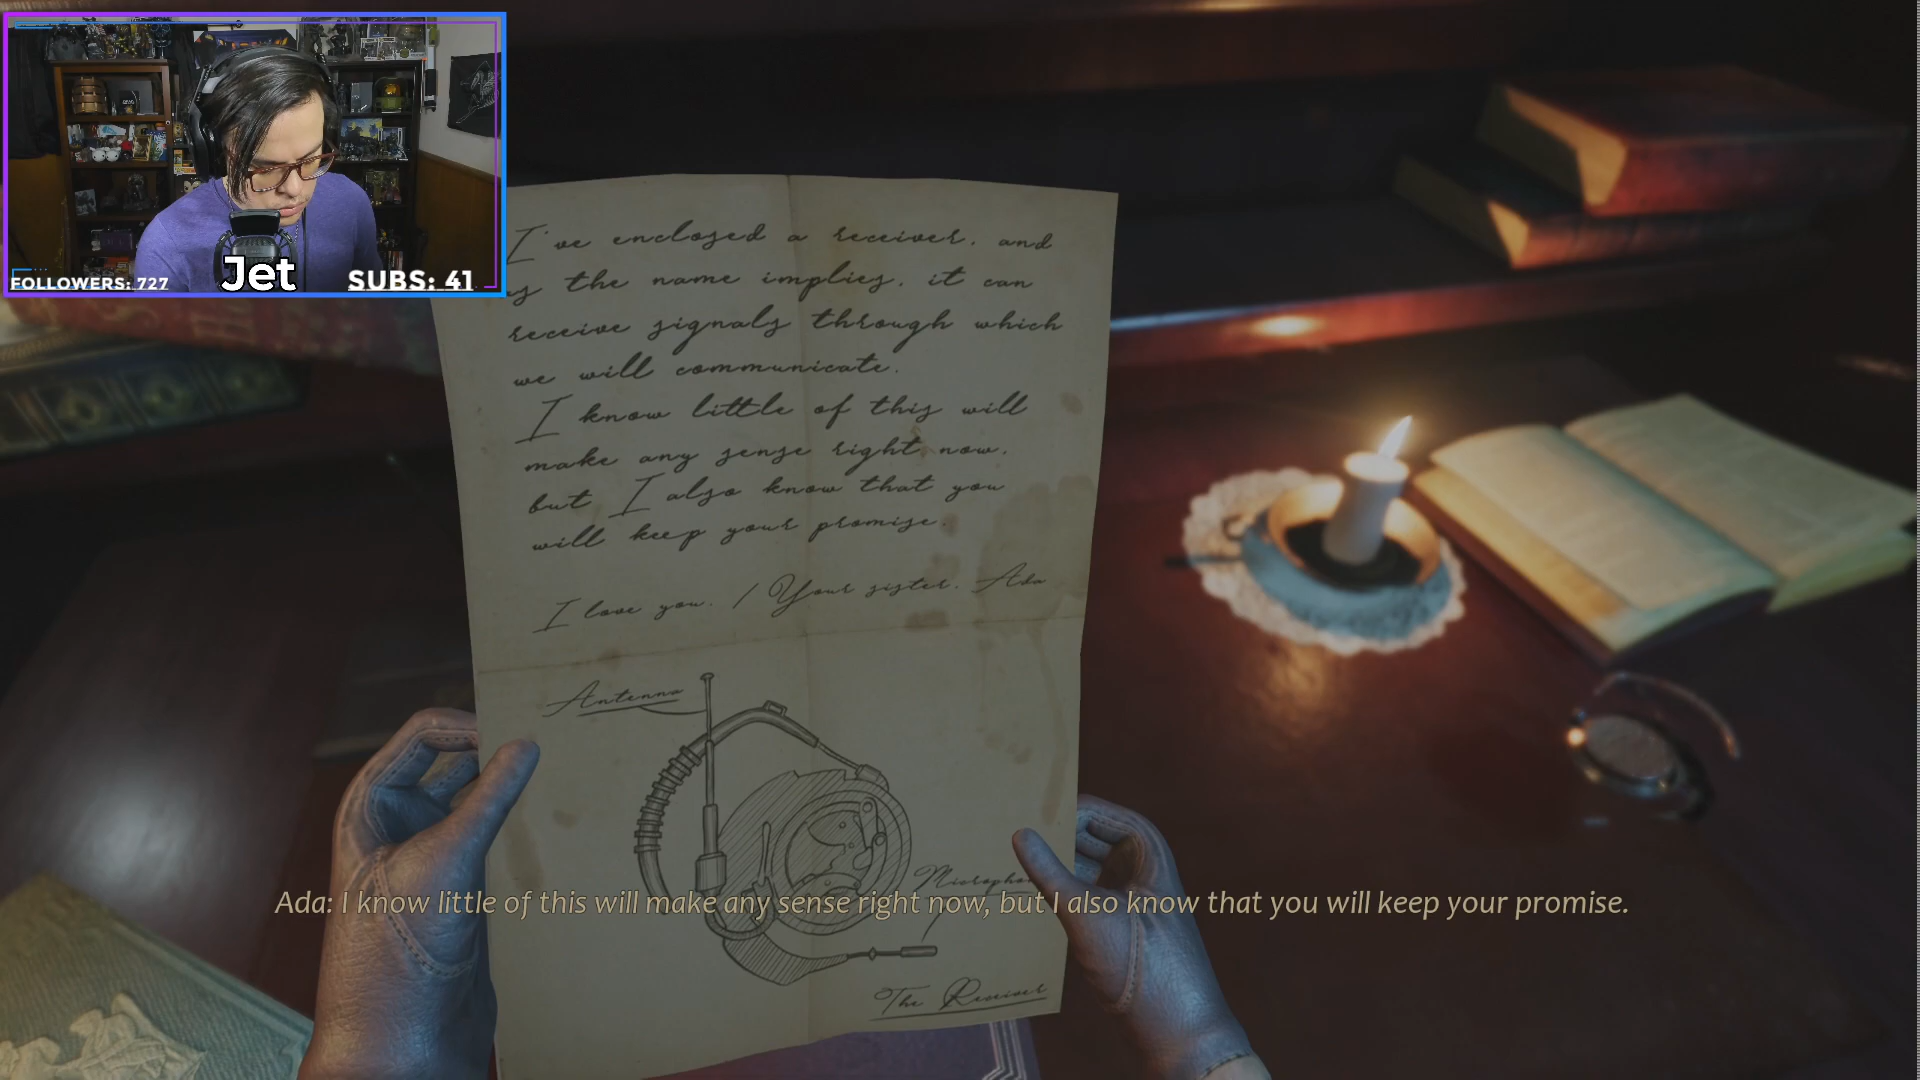 FOLLOWERS: 727
Jet
SUBS: 41
I've enclosed a receiver, and
as the name implies, it can
receive signals through which
we will communicate.
I know little of this will
make any sense right now,
but I also know that you
will keep your promise.
I love you. / Your sister, Ada
Antenna
Microphone
Ada: I know little of this will make any sense right now, but I also know that you will keep your promise.
The Receiver